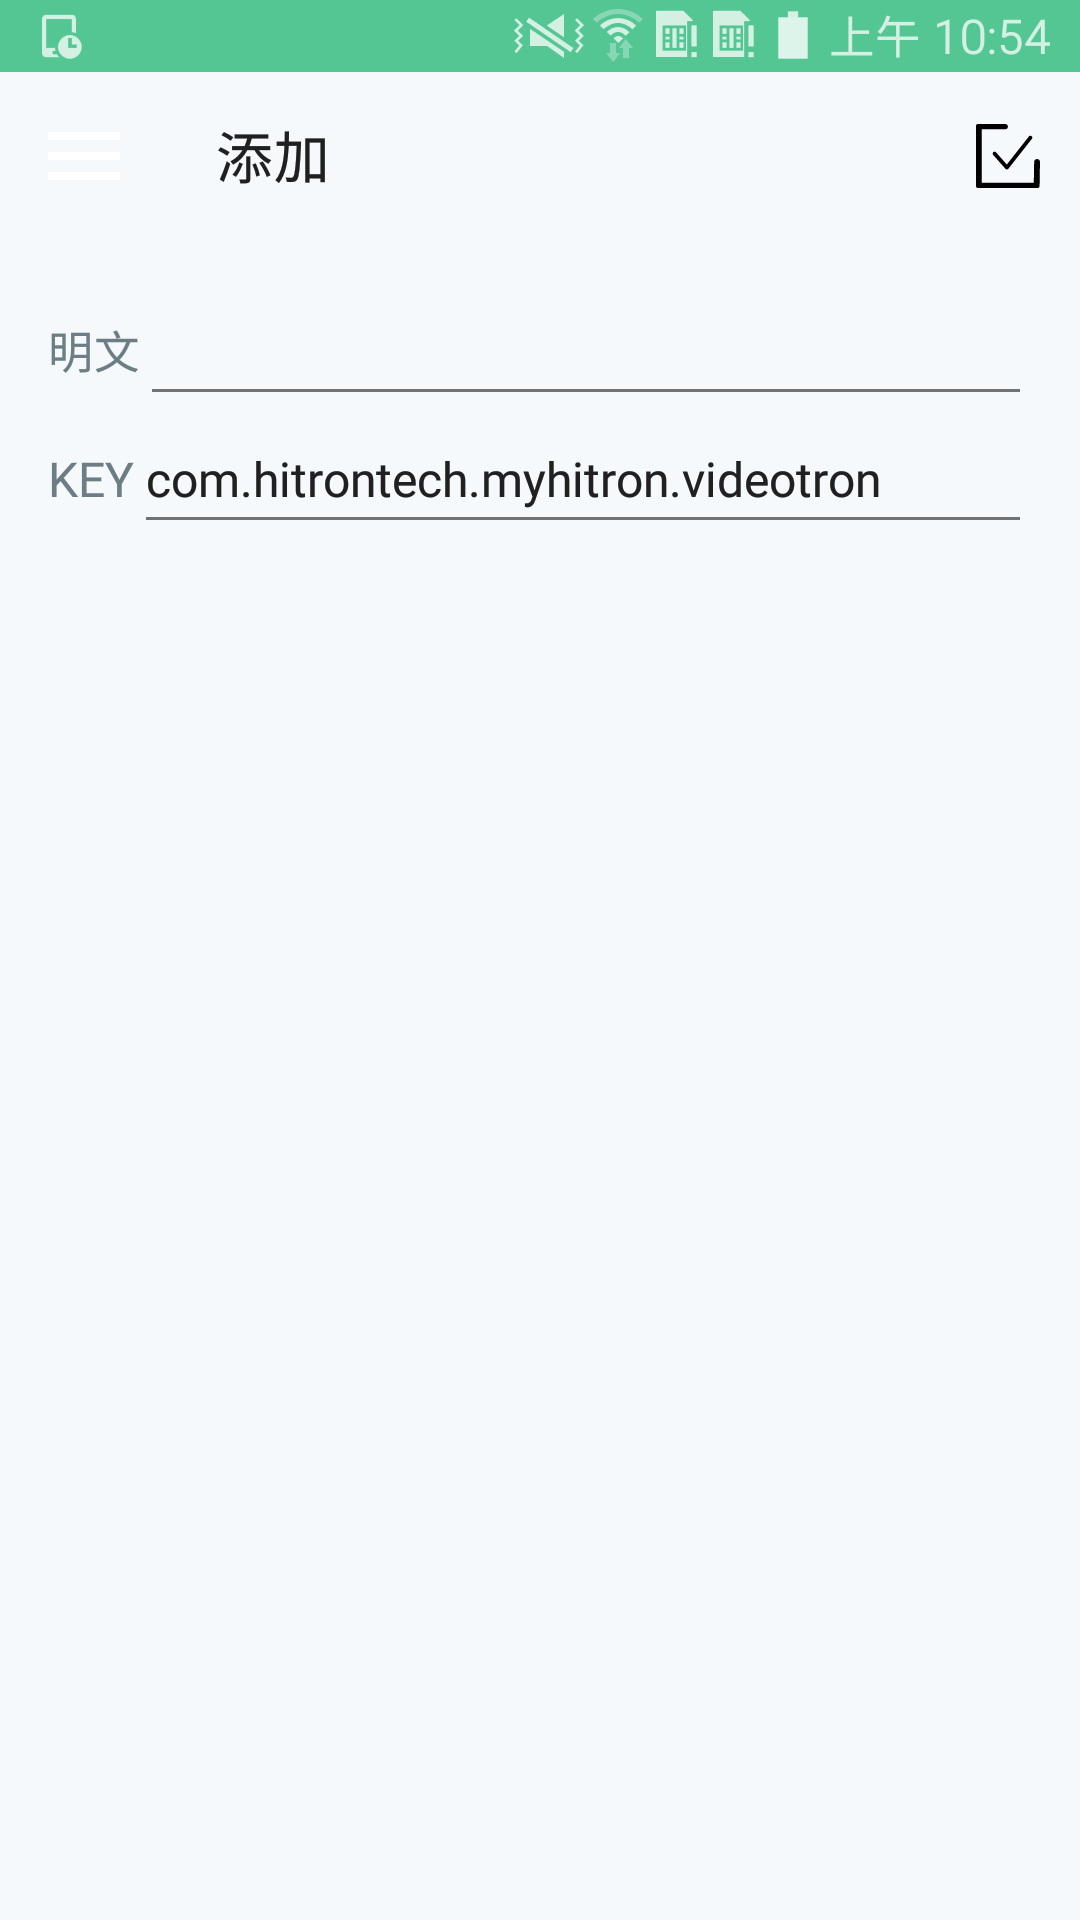 上午 10:54
添加
明文
KEY com.hitrontech.myhitron.videotron